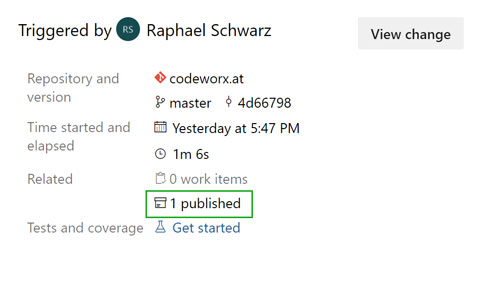 Triggered by RS Raphael Schwarz
View change
Repository and version
codeworx.at
master 4d66798
Time started and elapsed
Yesterday at 5:47 PM
1m 6s
Related
0 work items
1 published
Tests and coverage
Get started